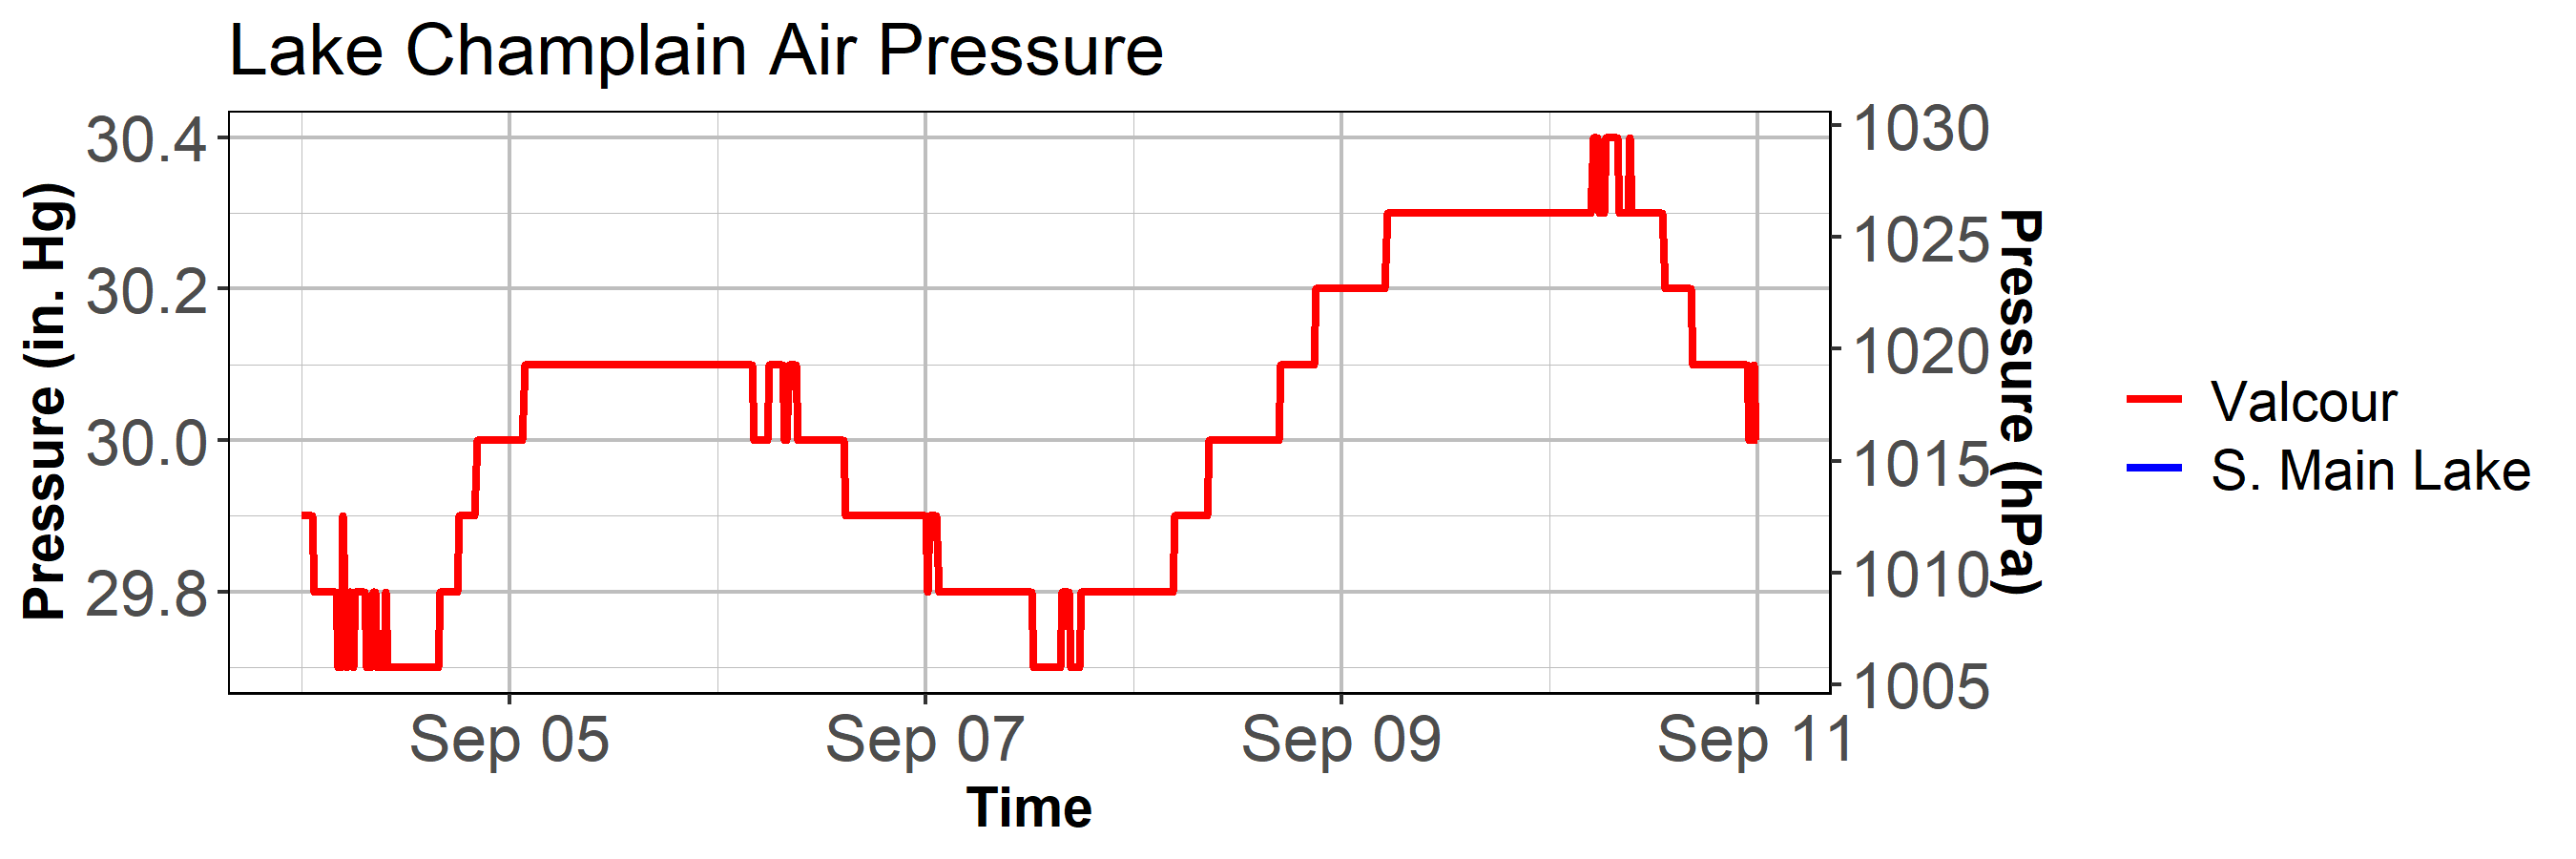 Lake Champlain Air Pressure
Pressure (in. Hg)
30.4
30.2
30.0
29.8
1030
1025
1020
1015
1010
1005
Pressure (hPa)
Sep 05
Sep 07
Sep 09
Sep 11
Time
Valcour
S. Main Lake